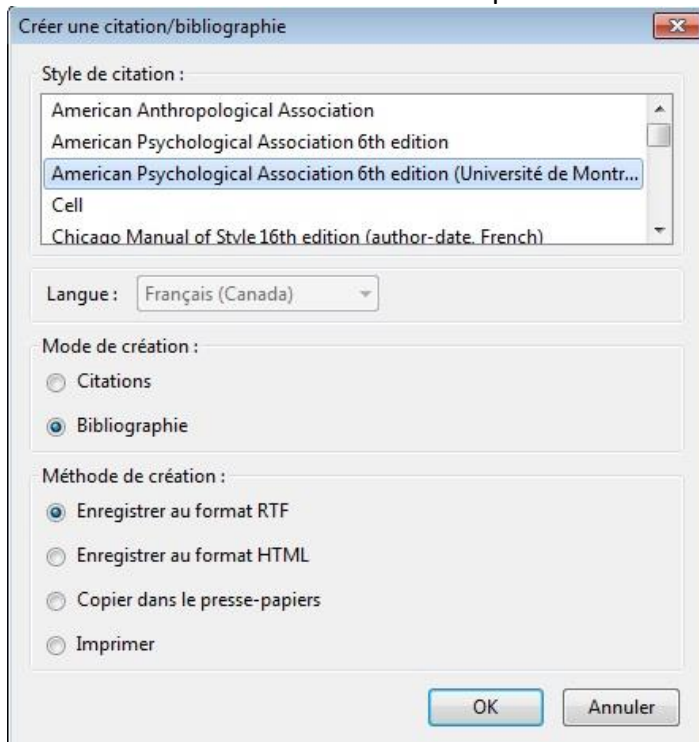 Créer une citation/bibliographie
Style de citation :
American Anthropological Association
American Psychological Association 6th edition
American Psychological Association 6th edition (Université de Montr...
Cell
Chicago Manual of Style 16th edition (author-date, French)
Langue : Français (Canada)
Mode de création :
Citations
Bibliographie
Méthode de création :
Enregistrer au format RTF
Enregistrer au format HTML
Copier dans le presse-papiers
Imprimer
OK Annuler